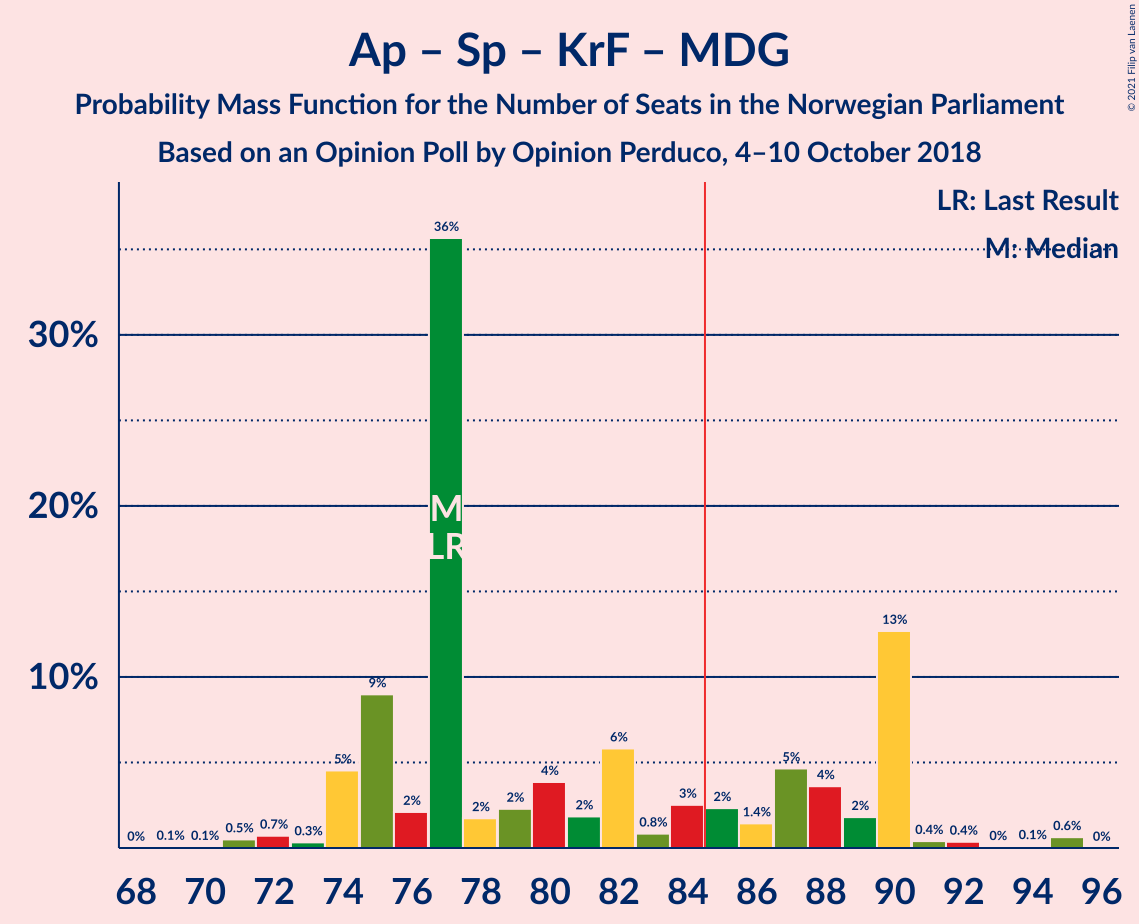 Ap – Sp – KrF – MDG
Probability Mass Function for the Number of Seats in the Norwegian Parliament
Based on an Opinion Poll by Opinion Perduco, 4–10 October 2018
© 2021 Filip van Laenen
LR: Last Result
M: Median
30%
20%
10%
0% 0.1% 0.1% 0.5% 0.7% 0.3% 5% 9% 2% 36% 2% 2% 4% 2% 6% 0.8% 3% 2% 1.4% 5% 4% 2% 13% 0.4% 0.4% 0% 0.1% 0.6% 0%
M
LR
68 70 72 74 76 78 80 82 84 86 88 90 92 94 96